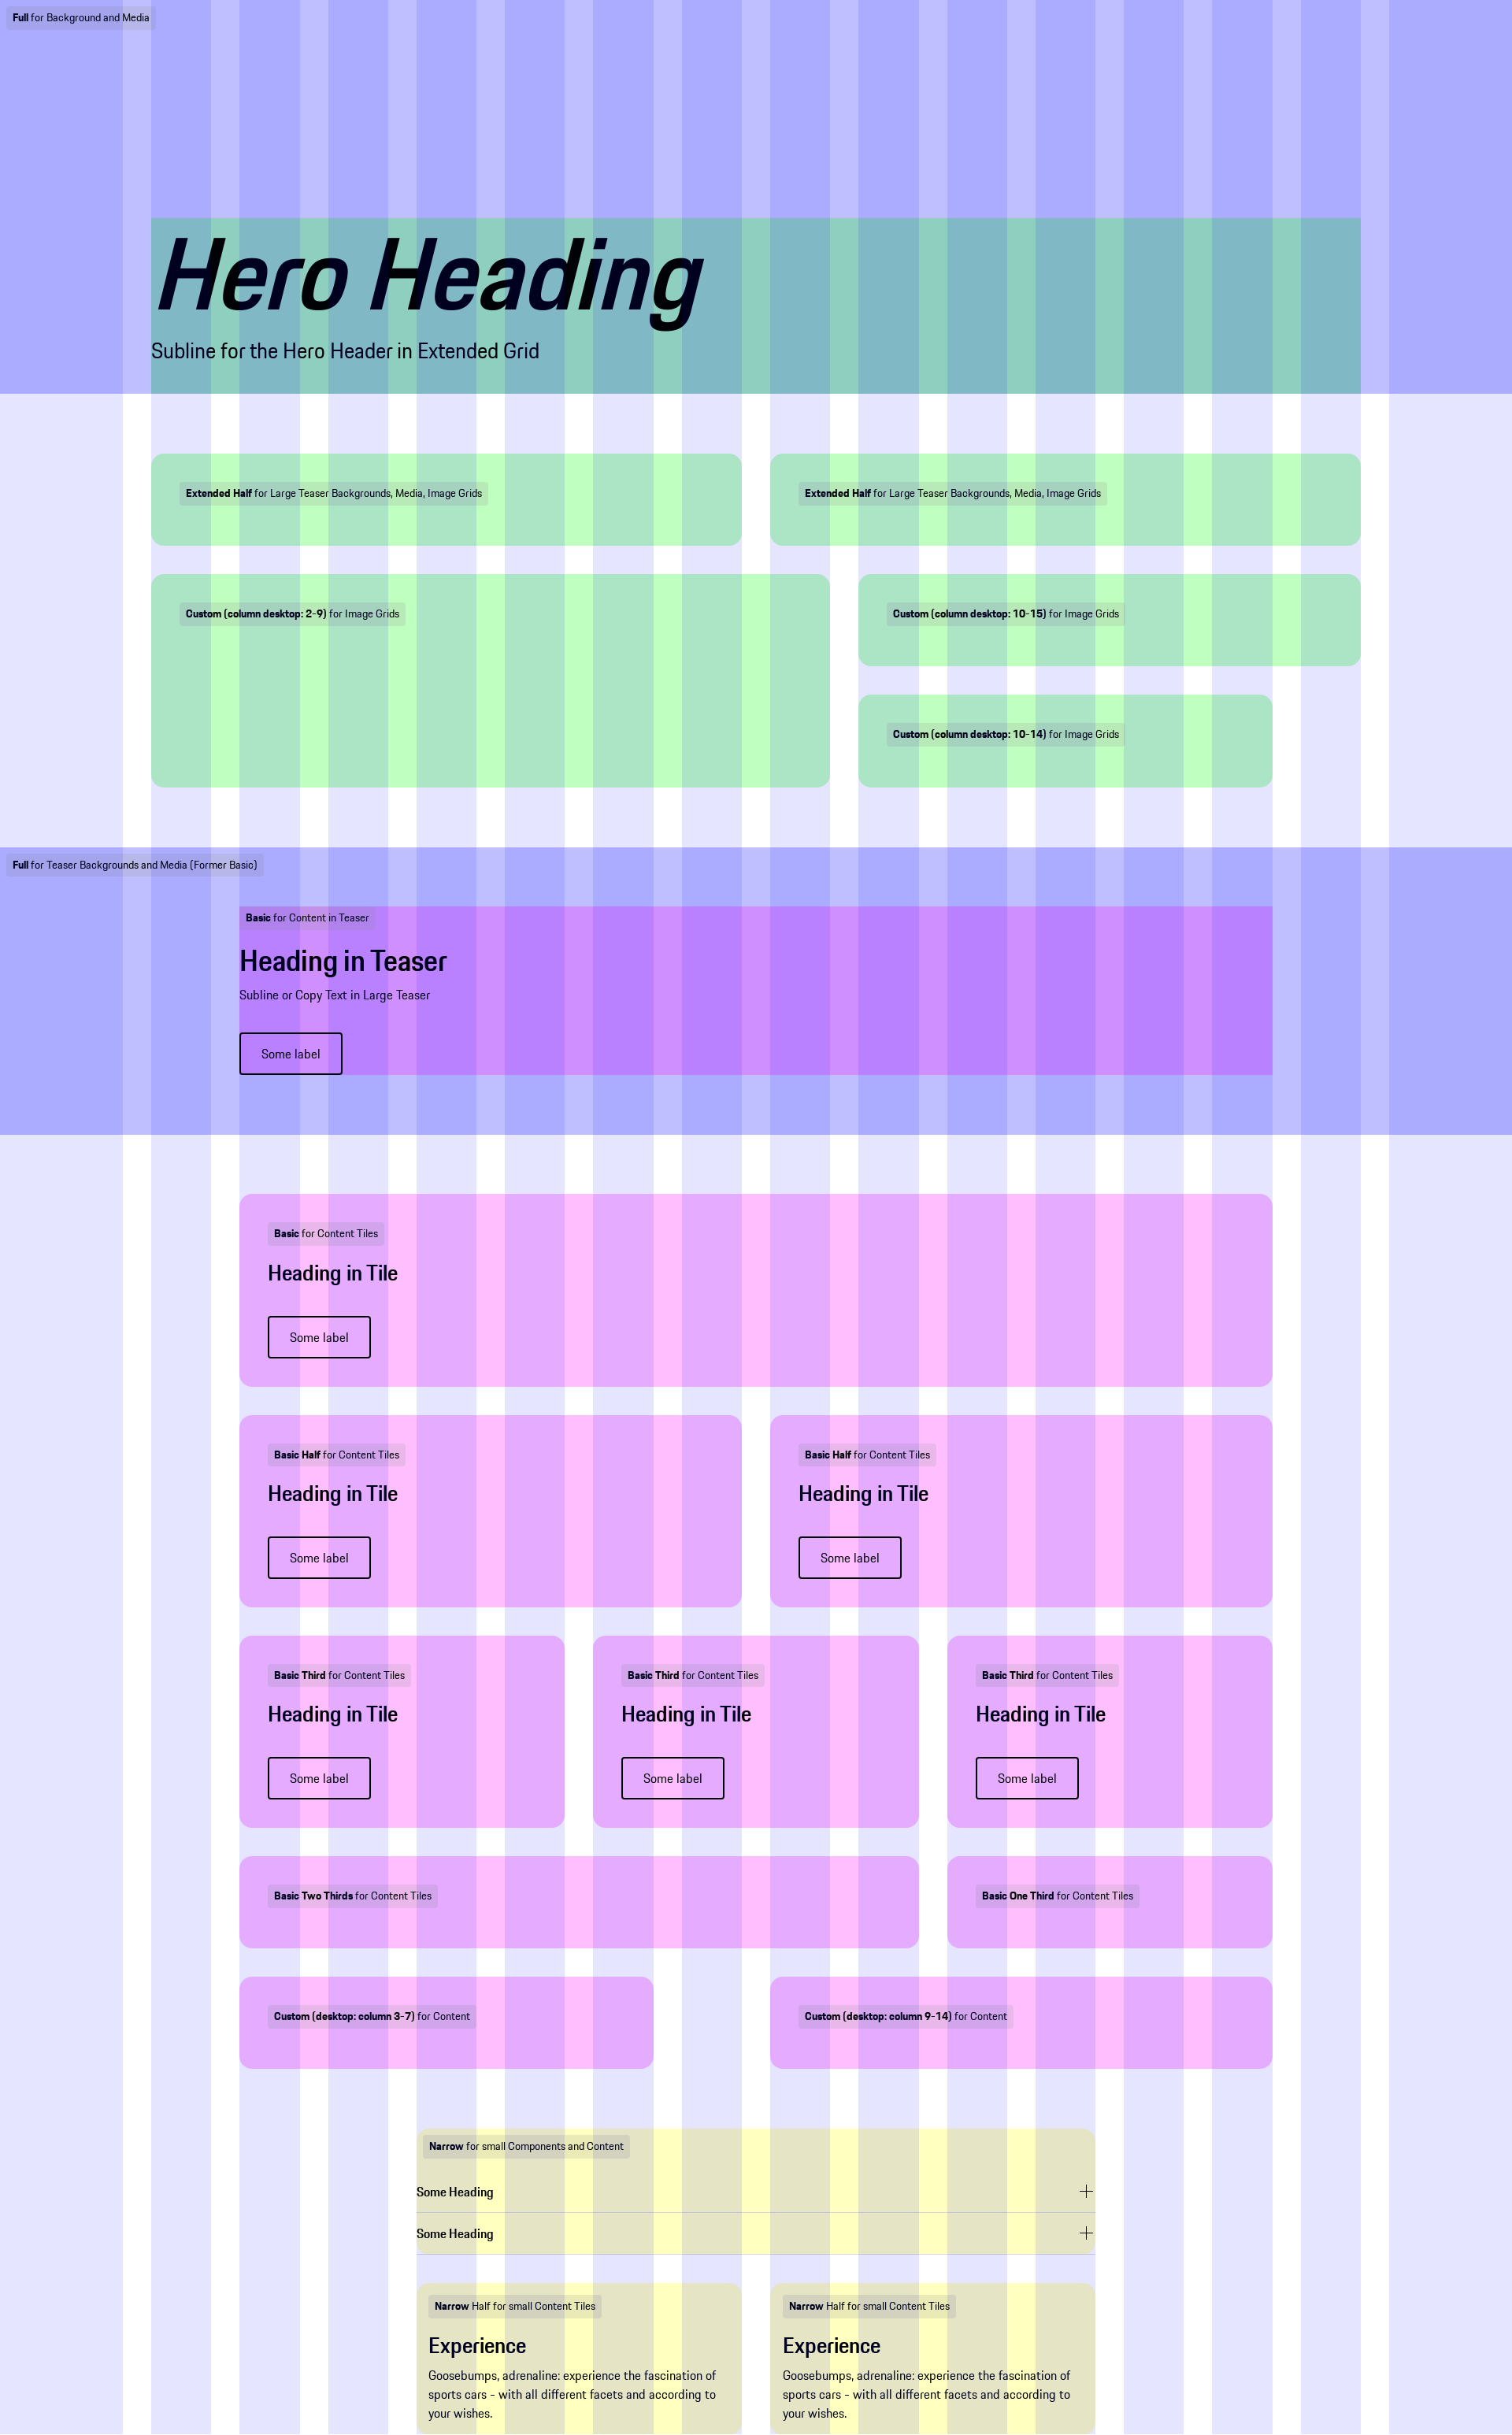 Full for Background and Media
Hero Heading
Subline for the Hero Header in Extended Grid
Extended Half for Large Teaser Backgrounds, Media, Image Grids
Extended Half for Large Teaser Backgrounds, Media, Image Grids
Custom (column desktop: 2-9) for Image Grids
Custom (column desktop: 10-15) for Image Grids
Custom (column desktop: 10-14) for Image Grids
Full for Teaser Backgrounds and Media (Former Basic)
Basic for Content in Teaser
Heading in Teaser
Subline or Copy Text in Large Teaser
Some label
Basic for Content Tiles
Heading in Tile
Some label
Basic Half for Content Tiles
Heading in Tile
Some label
Basic Half for Content Tiles
Heading in Tile
Some label
Basic Third for Content Tiles
Heading in Tile
Some label
Basic Third for Content Tiles
Heading in Tile
Some label
Basic Third for Content Tiles
Heading in Tile
Some label
Basic Two Thirds for Content Tiles
Basic One Third for Content Tiles
Custom (desktop: column 3-7) for Content
Custom (desktop: column 9-14) for Content
Narrow for small Components and Content
Some Heading
Some Heading
Narrow Half for small Content Tiles
Experience
Goosebumps, adrenaline: experience the fascination of
sports cars - with all different facets and according to
your wishes.
Narrow Half for small Content Tiles
Experience
Goosebumps, adrenaline: experience the fascination of
sports cars - with all different facets and according to
your wishes.